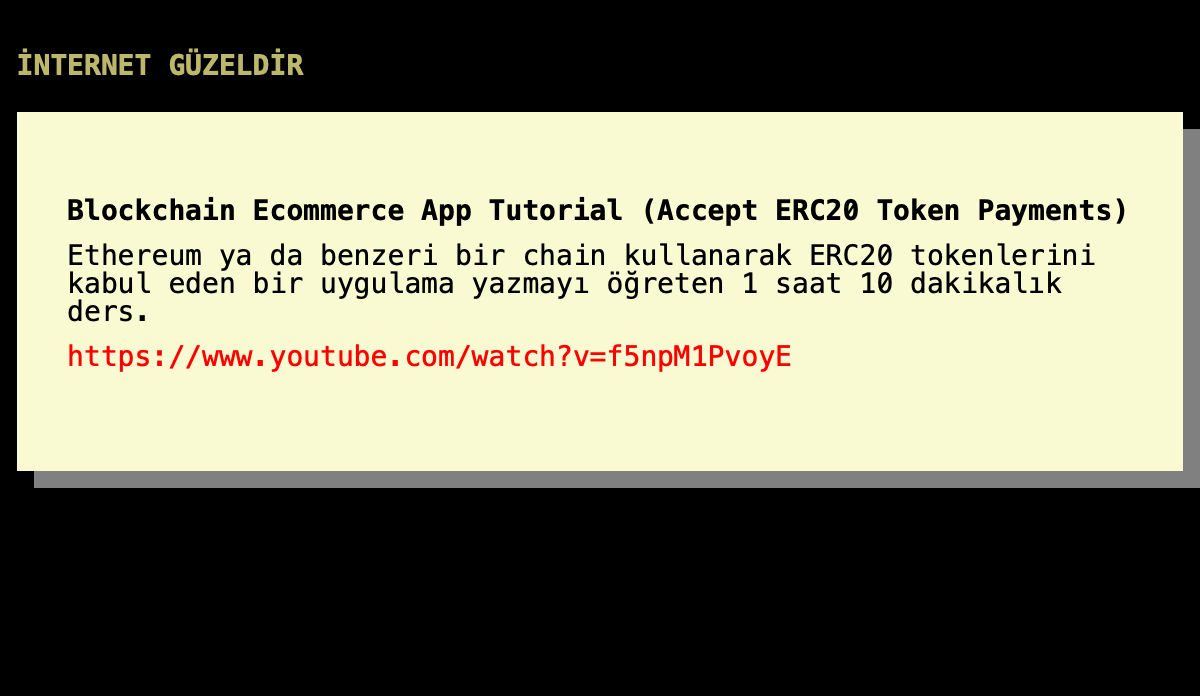 İNTERNET GÜZELDİR
Blockchain Ecommerce App Tutorial (Accept ERC20 Token Payments)
Ethereum ya da benzeri bir chain kullanarak ERC20 tokenlerini
kabul eden bir uygulama yazmayı öğreten 1 saat 10 dakikalık
ders.
https://www.youtube.com/watch?v=f5npM1PvoyE